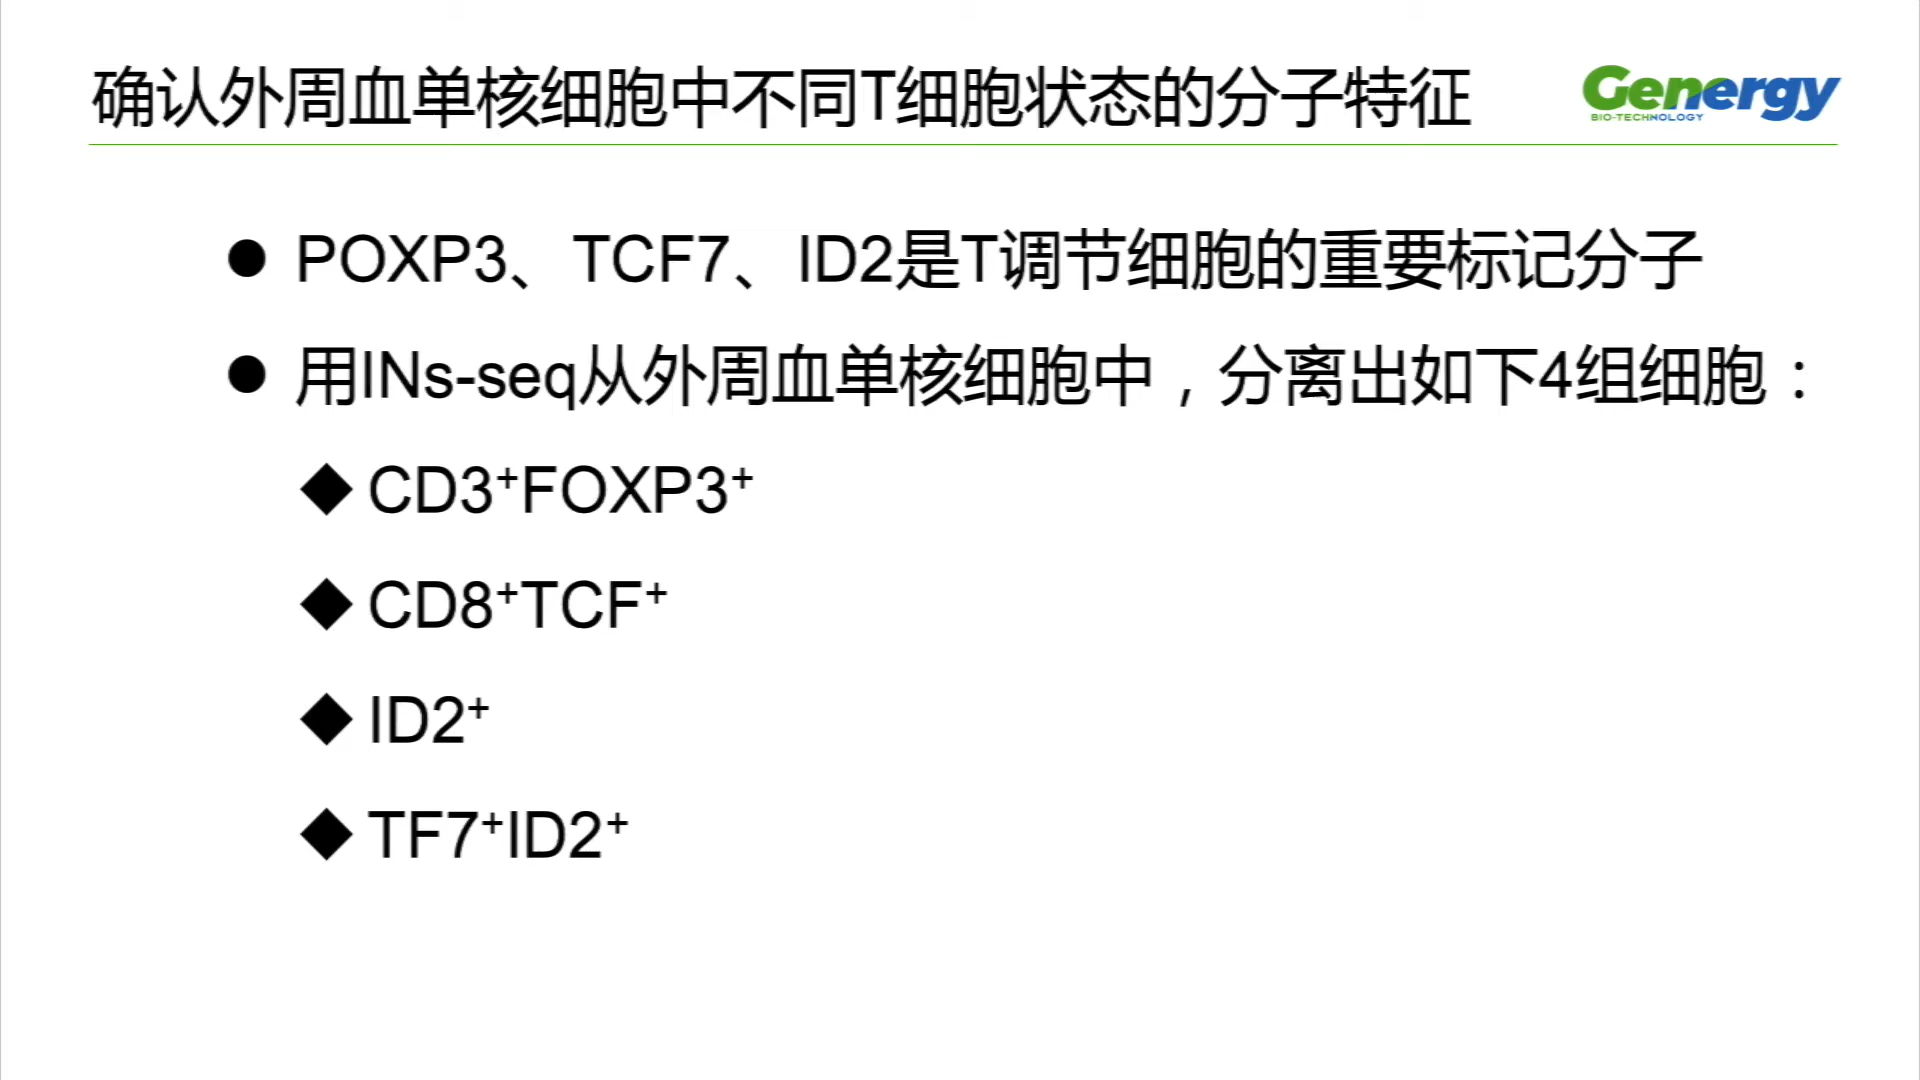 确认外周血单核细胞中不同T细胞状态的分子特征
Genergy
BIO-TECHNOLOGY
● POXP3、TCF7、ID2是T调节细胞的重要标记分子
● 用INs-seq从外周血单核细胞中，分离出如下4组细胞：
◆ CD3⁺FOXP3⁺
◆ CD8⁺TCF⁺
◆ ID2⁺
◆ TF7⁺ID2⁺